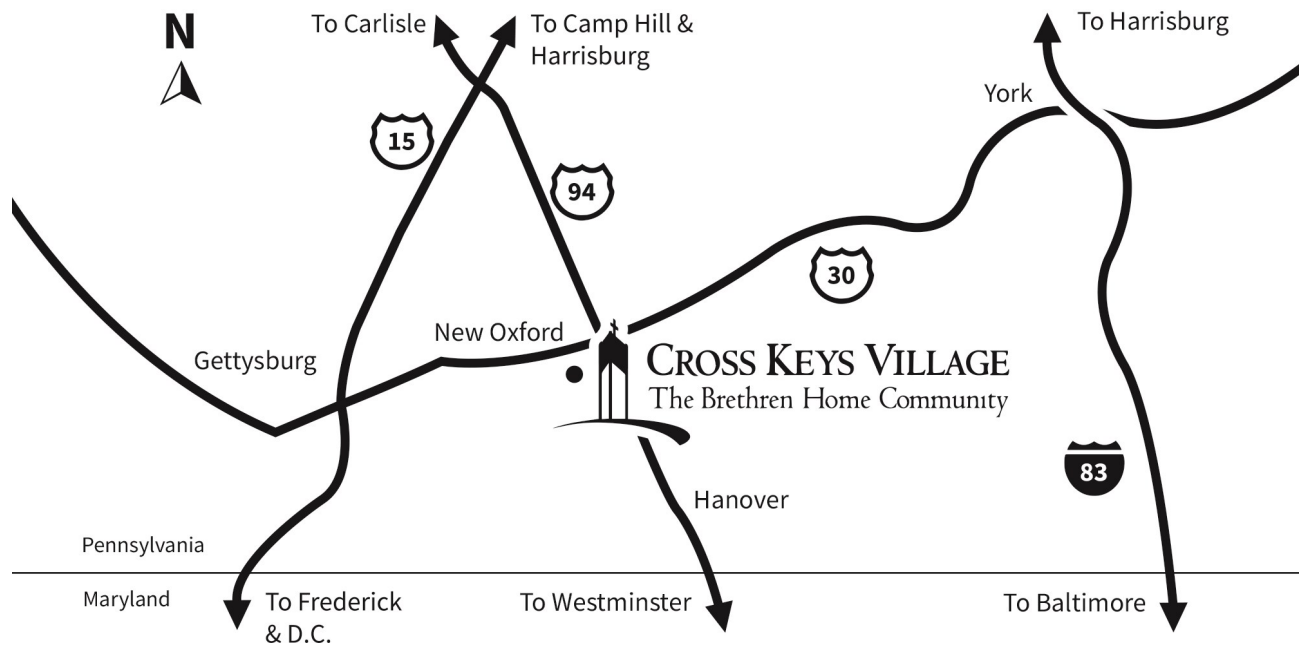 N
To Carlisle
To Camp Hill &
Harrisburg
To Harrisburg
York
15
94
30
New Oxford
Gettysburg
CROSS KEYS VILLAGE
The Brethren Home Community
83
Hanover
Pennsylvania
Maryland
To Frederick
& D.C.
To Westminster
To Baltimore